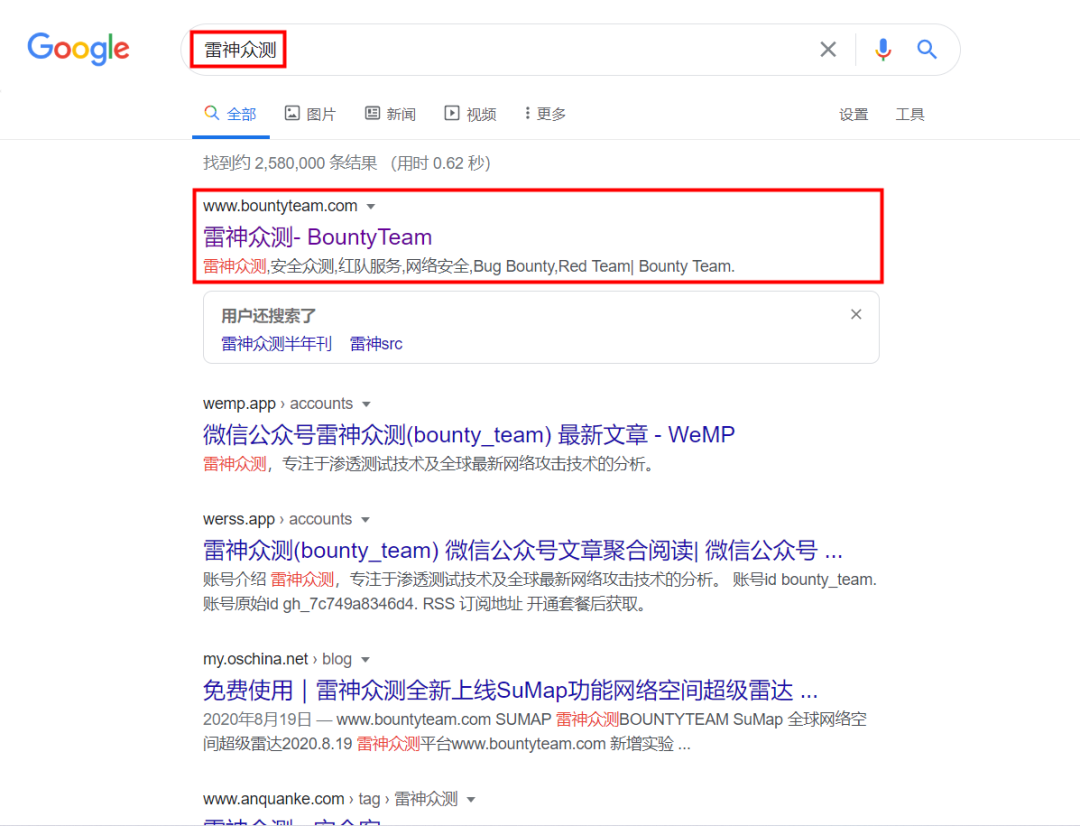 Google
雷神众测
全部 图片 新闻 视频 更多 设置 工具
找到约 2,580,000 条结果 （用时 0.62 秒）
www.bountyteam.com
雷神众测- BountyTeam
雷神众测,安全众测,红队服务,网络安全,Bug Bounty,Red Team| Bounty Team.
用户还搜索了
雷神众测半年刊 雷神src
wemp.app › accounts
微信公众号雷神众测(bounty_team) 最新文章 - WeMP
雷神众测，专注于渗透测试技术及全球最新网络攻击技术的分析。
werss.app › accounts
雷神众测(bounty_team) 微信公众号文章聚合阅读| 微信公众号 ...
账号介绍 雷神众测，专注于渗透测试技术及全球最新网络攻击技术的分析。 账号id bounty_team.
账号原始id gh_7c749a8346d4. RSS 订阅地址 开通套餐后获取。
my.oschina.net › blog
免费使用｜雷神众测全新上线SuMap功能网络空间超级雷达 ...
2020年8月19日 — www.bountyteam.com SUMAP 雷神众测BOUNTYTEAM SuMap 全球网络空
间超级雷达2020.8.19 雷神众测平台www.bountyteam.com 新增实验 ...
www.anquanke.com › tag › 雷神众测
雷神众测 - 安全客